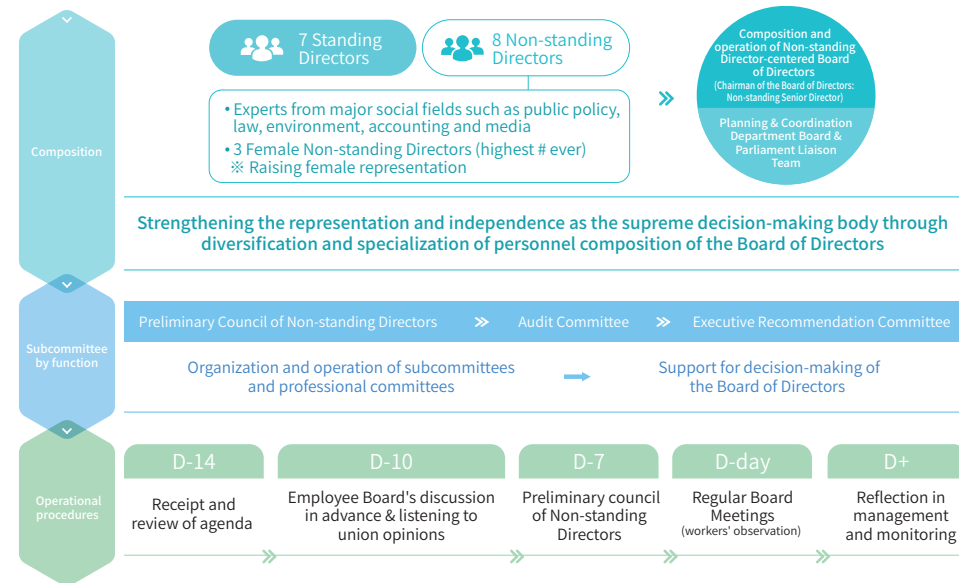 Composition
7 Standing
Directors
8 Non-standing
Directors
• Experts from major social fields such as public policy,
law, environment, accounting and media
• 3 Female Non-standing Directors (highest # ever)
※ Raising female representation
Composition and
operation of Non-standing
Director-centered Board
of Directors
(Chairman of the Board of Directors:
Non-standing Senior Director)
Planning & Coordination
Department Board &
Parliament Liaison
Team
Strengthening the representation and independence as the supreme decision-making body through
diversification and specialization of personnel composition of the Board of Directors
Subcommittee
by function
Preliminary Council of Non-standing Directors
Audit Committee
Executive Recommendation Committee
Organization and operation of subcommittees
and professional committees
Support for decision-making of
the Board of Directors
Operational
procedures
D-14
Receipt and
review of agenda
D-10
Employee Board's discussion
in advance & listening to
union opinions
D-7
Preliminary council
of Non-standing
Directors
D-day
Regular Board
Meetings
(workers' observation)
D+
Reflection in
management
and monitoring